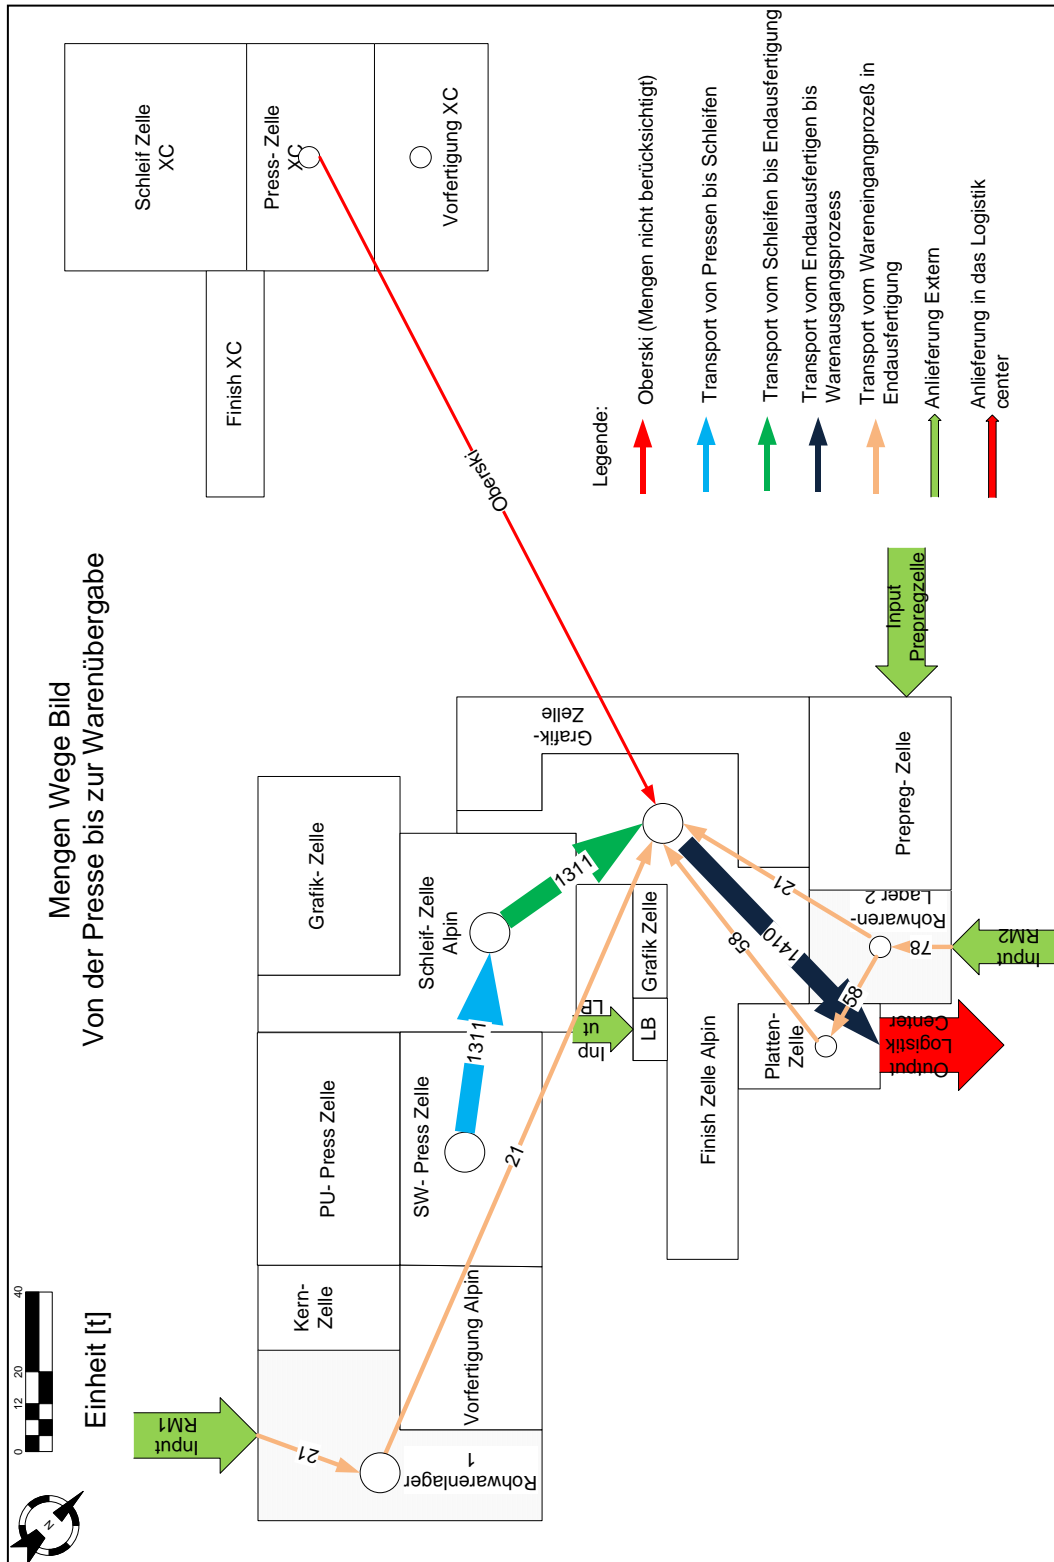 Mengen Wege Bild
Von der Presse bis zur Warenübergabe
0
12
20
40
Einheit [t]
N
Input
RM1
21
Rohwarenlager
1
Kern-
Zelle
Vorfertigung Alpin
PU- Press Zelle
SW- Press Zelle
1311
Grafik- Zelle
Schleif- Zelle
Alpin
1311
21
Inp
ut
LB
LB
Grafik Zelle
Finish Zelle Alpin
Platten-
Zelle
Grafik-
Zelle
58
1410
21
58
78
Rohwaren-
Lager 2
Prepreg- Zelle
Input
Prepregzelle
Input
RM2
Output
Logistik
Center
Oberski
Finish XC
Schleif Zelle
XC
Press- Zelle
XC
Vorfertigung XC
Legende:
Oberski (Mengen nicht berücksichtigt)
Transport von Pressen bis Schleifen
Transport vom Schleifen bis Endausfertigung
Transport vom Endauausfertigen bis
Warenausgangsprozess
Transport vom Wareneingangprozeß in
Endausfertigung
Anlieferung Extern
Anlieferung in das Logistik
center